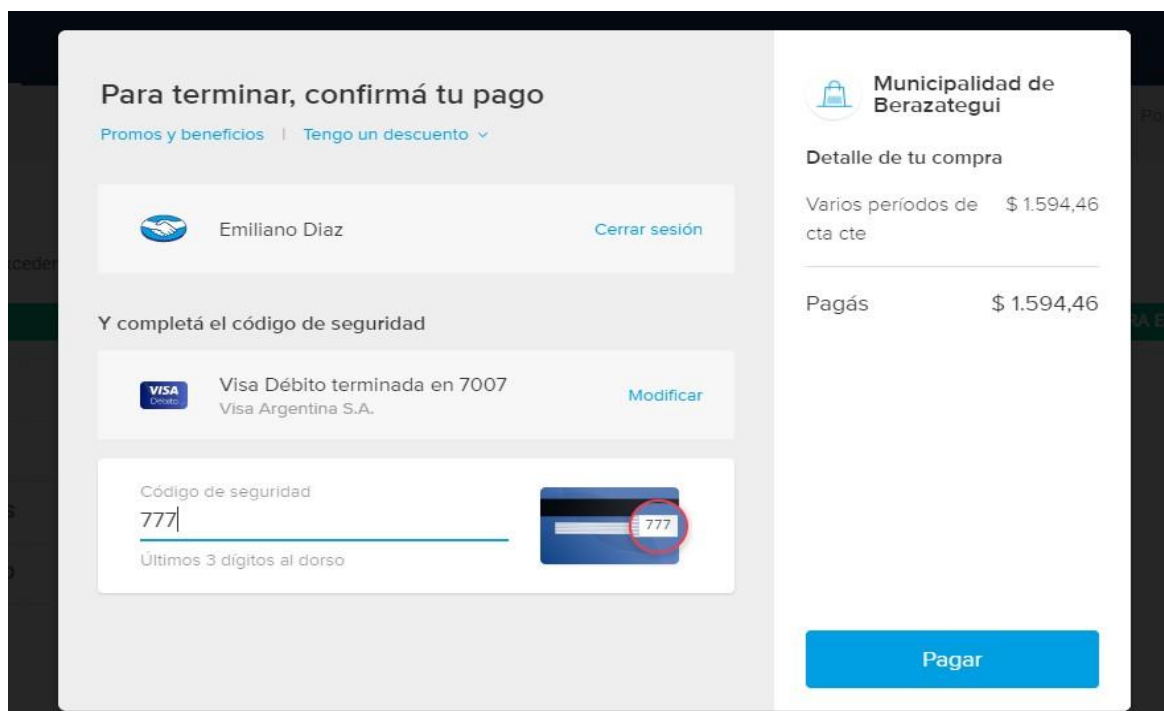 Para terminar, confirmá tu pago
Promos y beneficios | Tengo un descuento
Emiliano Diaz
Cerrar sesión
Y completá el código de seguridad
VISA
Débito
Visa Débito terminada en 7007
Visa Argentina S.A.
Modificar
Código de seguridad
777
Últimos 3 dígitos al dorso
777
Municipalidad de
Berazategui
Detalle de tu compra
Varios períodos de $ 1.594,46
cta cte
Pagás $ 1.594,46
Pagar